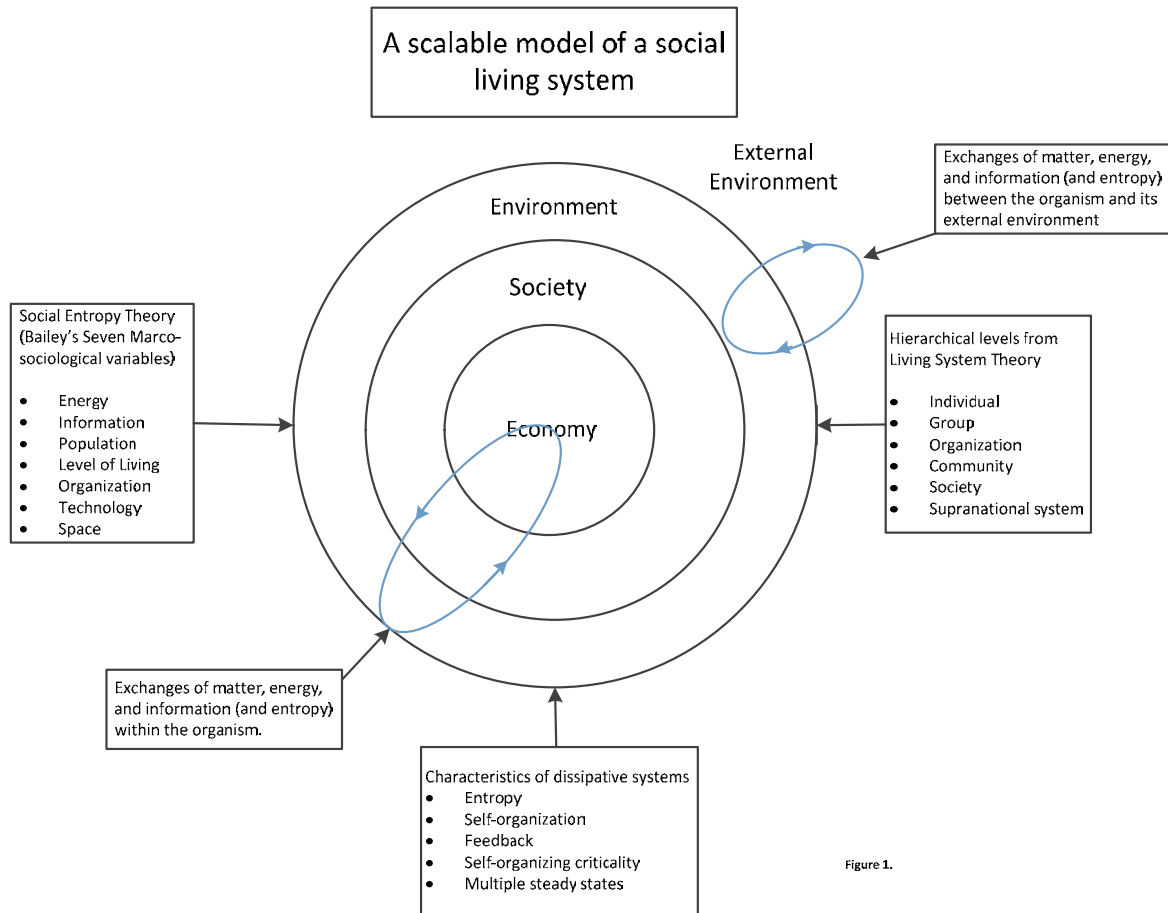 A scalable model of a social
living system
External
Environment
Exchanges of matter, energy,
and information (and entropy)
between the organism and its
external environment
Environment
Society
Economy
Social Entropy Theory
(Bailey's Seven Marco-
sociological variables)
• Energy
• Information
• Population
• Level of Living
• Organization
• Technology
• Space
Hierarchical levels from
Living System Theory
• Individual
• Group
• Organization
• Community
• Society
• Supranational system
Exchanges of matter, energy,
and information (and entropy)
within the organism.
Characteristics of dissipative systems
• Entropy
• Self-organization
• Feedback
• Self-organizing criticality
• Multiple steady states
Figure 1.